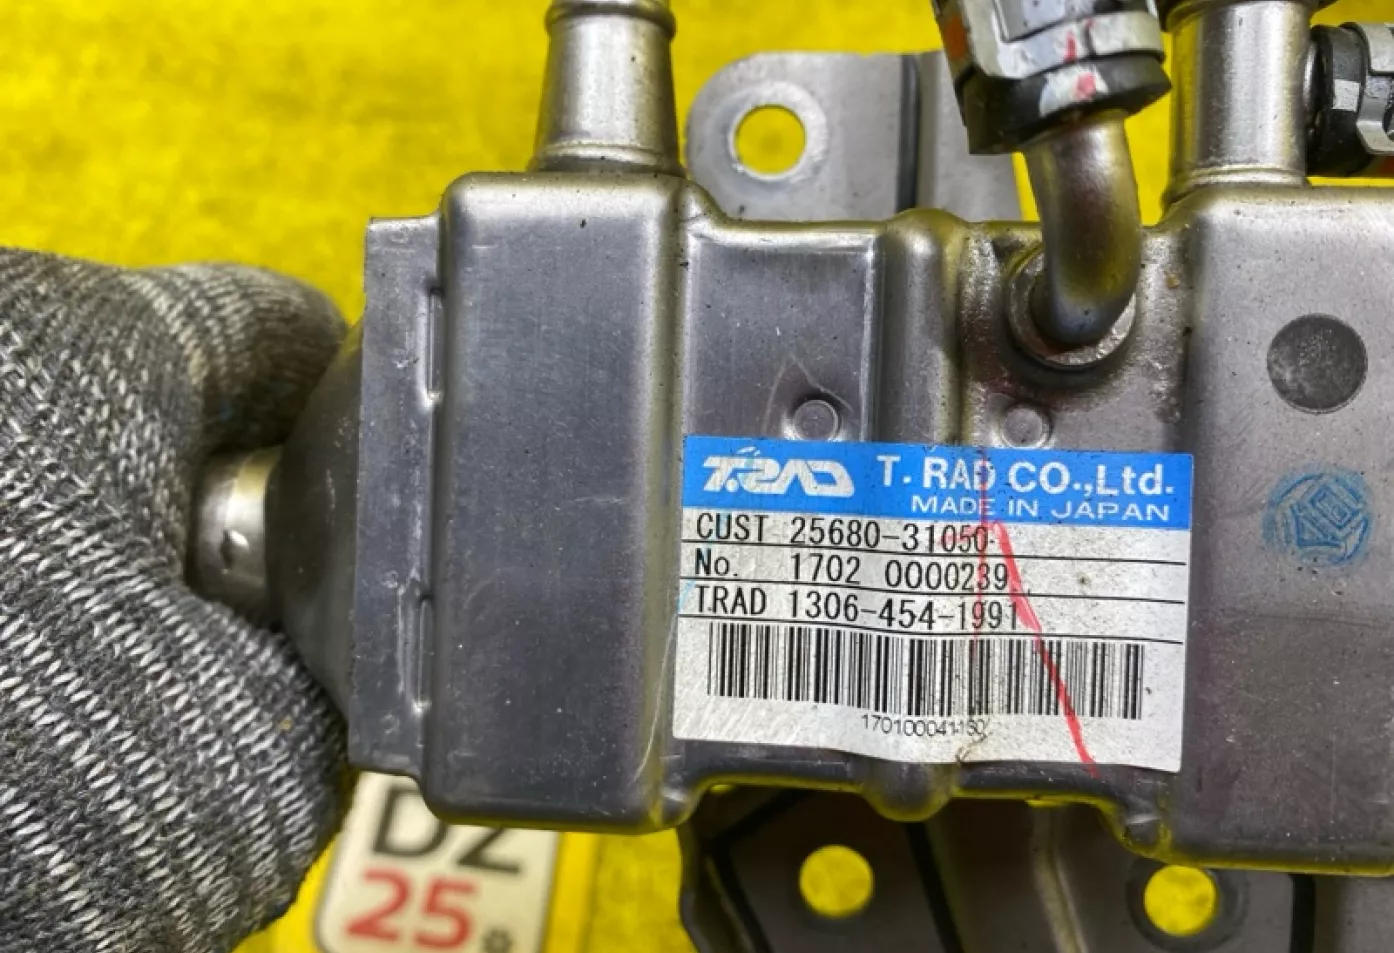 T.RAD T. RAD CO.,Ltd.
MADE IN JAPAN
CUST 25680-31050
No. 1702 0000239
TRAD 1306-454-1991
170100041130
DZ
25